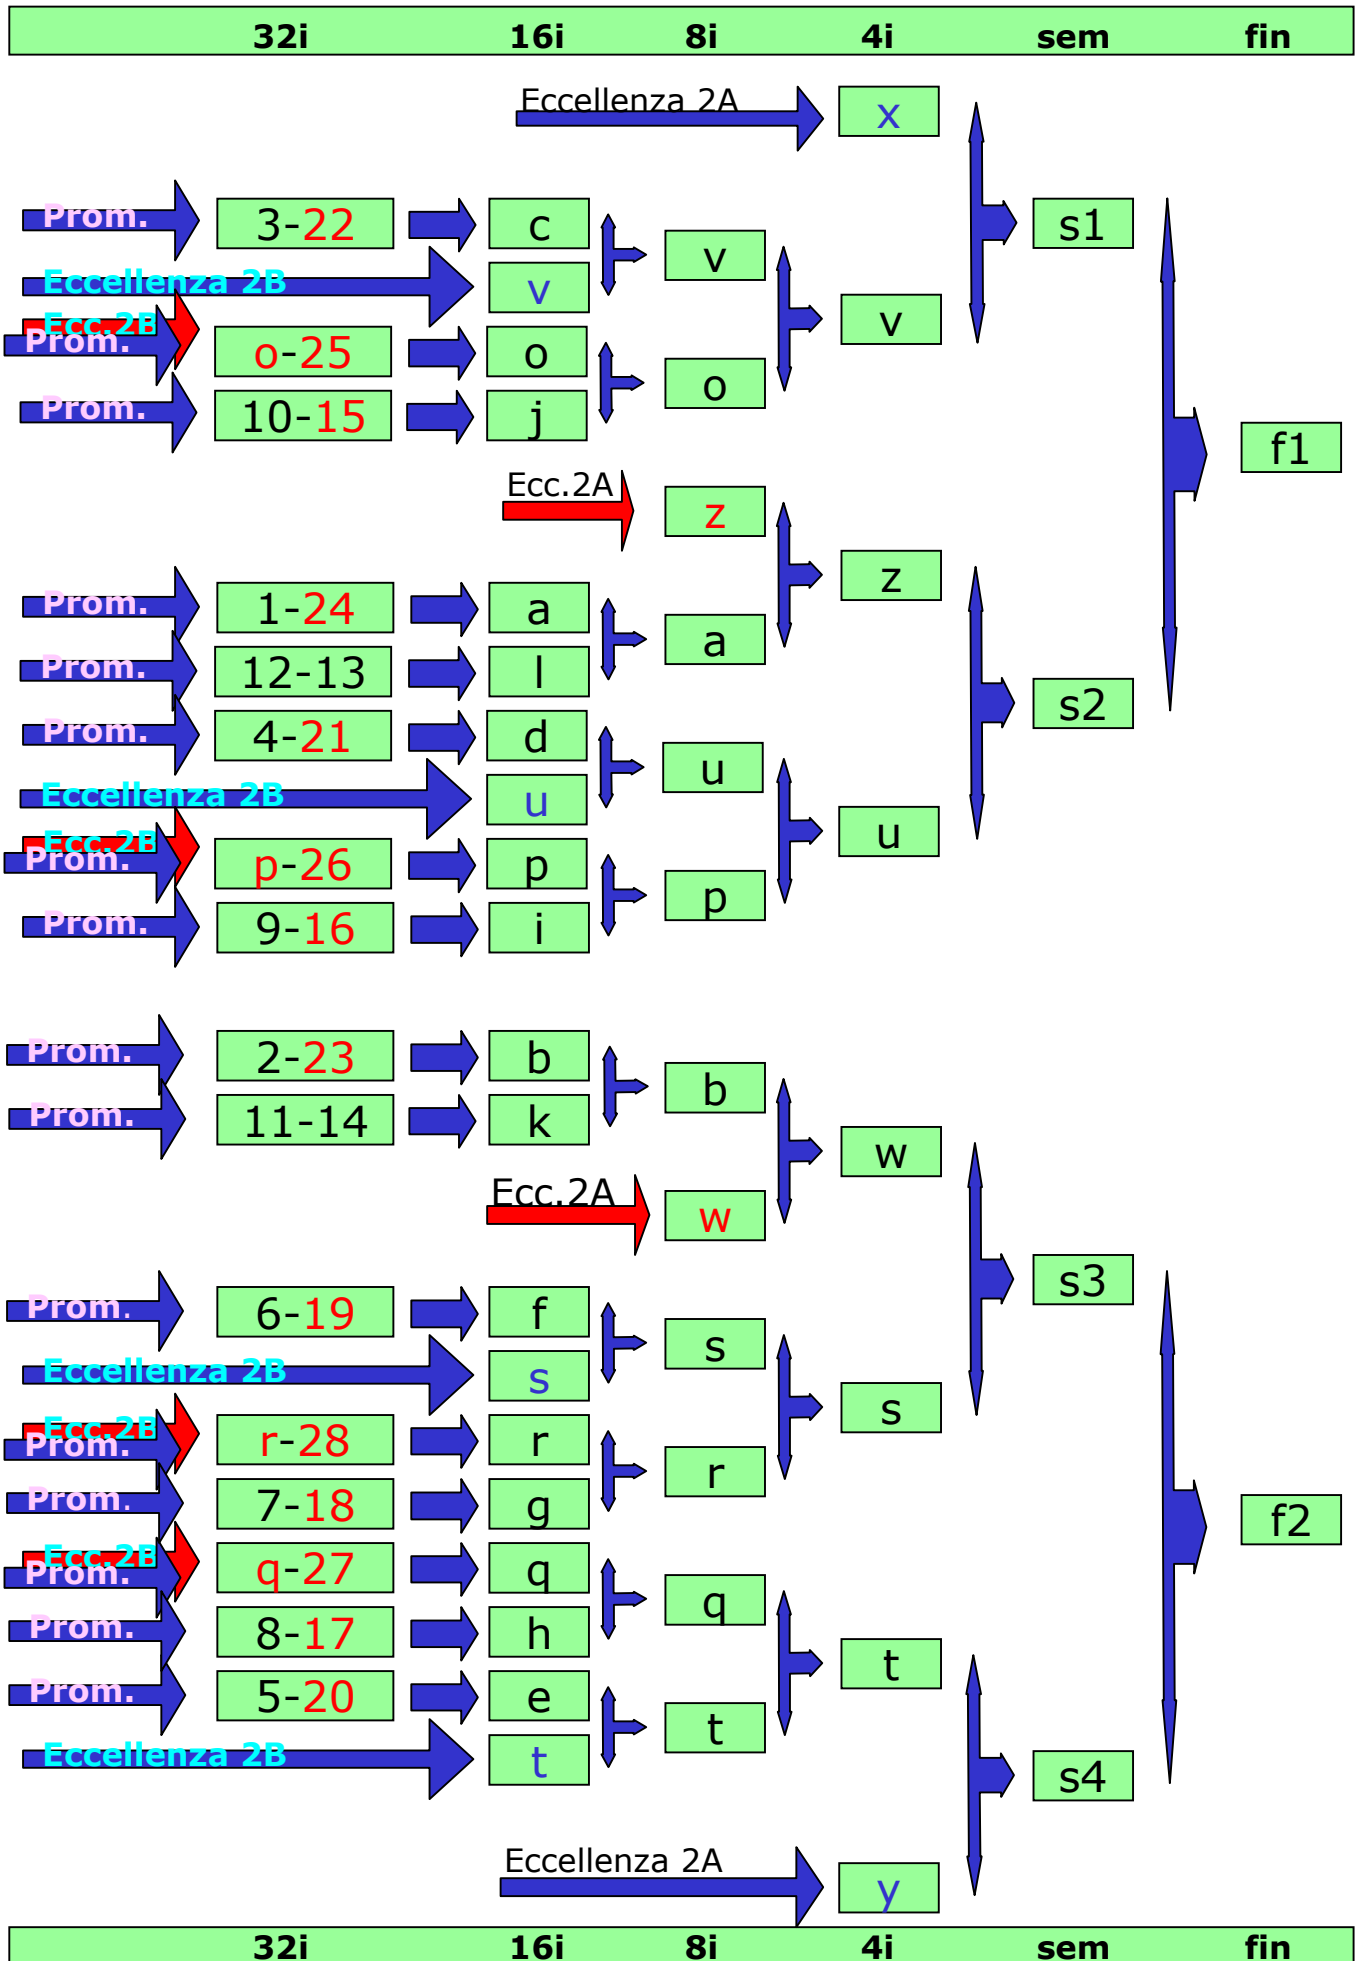 32i 16i 8i 4i sem fin
Eccellenza 2A x
Prom. 3-22 c s1
v
Eccellenza 2B v
Ecc.2B v
Prom. o-25 o
o
Prom. 10-15 j
f1
Ecc.2A z
z
Prom. 1-24 a
a
Prom. 12-13 l
s2
Prom. 4-21 d
u
Eccellenza 2B u
u
Ecc.2B
Prom. p-26 p
p
Prom. 9-16 i
Prom. 2-23 b
b
Prom. 11-14 k
w
Ecc.2A w
s3
Prom. 6-19 f
s
Eccellenza 2B s
s
Ecc.2B
Prom. r-28 r
r
Prom. 7-18 g
f2
Ecc.2B
Prom. q-27 q
q
Prom. 8-17 h
t
Prom. 5-20 e
t
Eccellenza 2B t
s4
Eccellenza 2A y
32i 16i 8i 4i sem fin